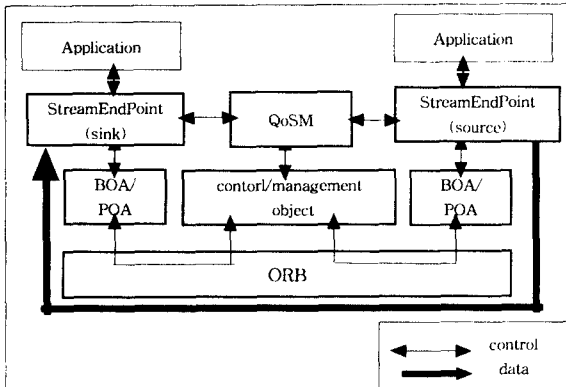 Application
Application
StreamEndPoint
(sink)
QoSM
StreamEndPoint
(source)
BOA/
POA
contorl/management
object
BOA/
POA
ORB
control
data